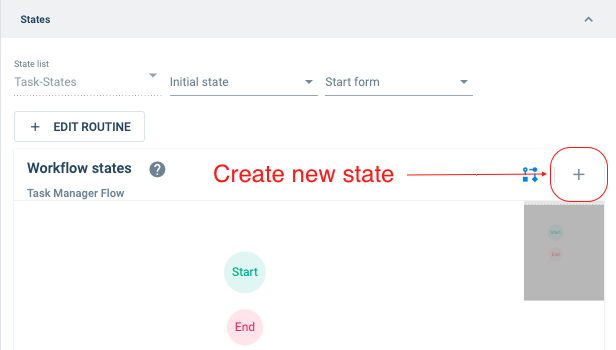 States
State list
Task-States
Initial state
Start form
+ EDIT ROUTINE
Workflow states ?
Create new state
+
Task Manager Flow
Start
End
Start
End